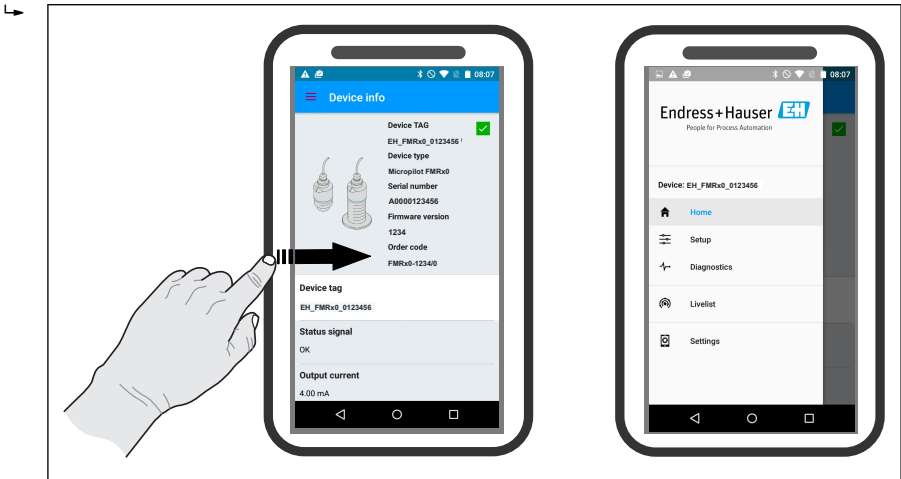 08:07
Device info
Device TAG
EH_FMRx0_0123456
Device type
Micropilot FMRx0
Serial number
A0000123456
Firmware version
1234
Order code
FMRx0-1234/0
Device tag
EH_FMRx0_0123456
Status signal
OK
Output current
4.00 mA
08:07
Endress+Hauser EH
People for Process Automation
Device: EH_FMRx0_0123456
Home
Setup
Diagnostics
Livelist
Settings